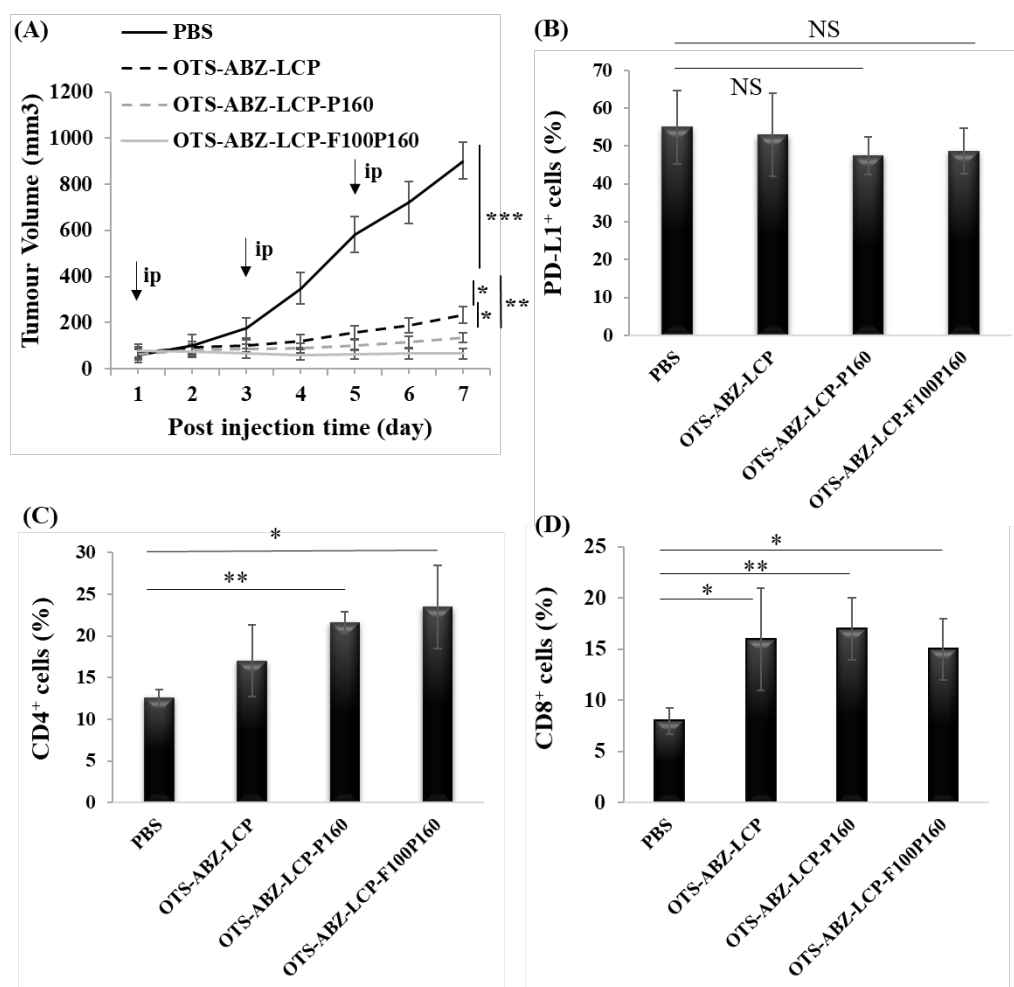 (A)
PBS
OTS-ABZ-LCP
OTS-ABZ-LCP-P160
OTS-ABZ-LCP-F100P160
1200
1000
800
600
400
200
0
Tumour Volume (mm3)
ip
ip
ip
***
*
*
**
1 2 3 4 5 6 7
Post injection time (day)
(B)
NS
NS
70
60
50
40
30
20
10
0
PD-L1+ cells (%)
PBS
OTS-ABZ-LCP
OTS-ABZ-LCP-P160
OTS-ABZ-LCP-F100P160
(C)
*
**
30
25
20
15
10
5
0
CD4+ cells (%)
PBS
OTS-ABZ-LCP
OTS-ABZ-LCP-P160
OTS-ABZ-LCP-F100P160
(D)
*
**
*
25
20
15
10
5
0
CD8+ cells (%)
PBS
OTS-ABZ-LCP
OTS-ABZ-LCP-P160
OTS-ABZ-LCP-F100P160